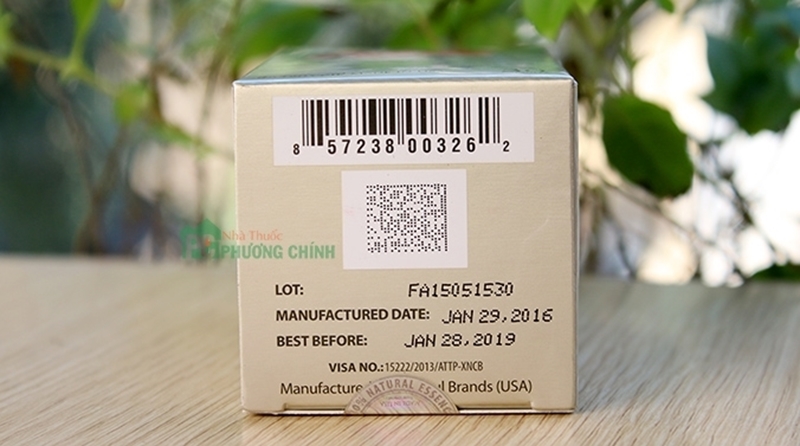 8 57238 00326 2
Nhà Thuốc
PHƯƠNG CHÍNH
LOT: FA15051530
MANUFACTURED DATE: JAN 29,2016
BEST BEFORE: JAN 28,2019
VISA NO.:15222/2013/ATTP-XNCB
Manufacture Brands (USA)
NATURAL ESSENC